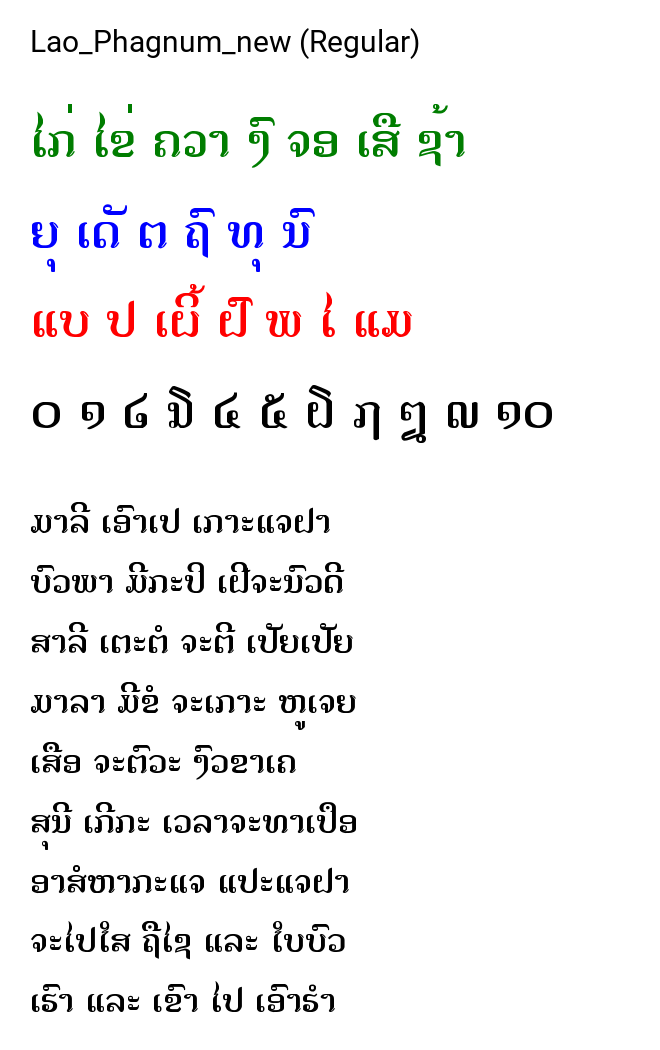 Lao_Phagnum_new (Regular)
ໄກ່ ໄຂ່ ຄວາ ງົ ຈອ ເສື ຊ້າ
ຍຸ ເດັ ຕ ຖົ ທຸ ນົ
ແບ ປ ເຜິ້ ຝົ ພ ໄ ແມ
໐ ໑ ໒ ໓ ໔ ໕ ໖ ໗ ໘ ໙ ໑໐
ມາລີ ເອົາເປ ເກາະແຈຝາ
ບົວພາ ມີກະປິ ເຝີຈະນົວດີ
ສາລີ ເຕະຕໍ ຈະຕີ ເປັຍເປັຍ
ມາລາ ມີຂໍ ຈະເກາະ ຫູເຈຍ
ເສືອ ຈະຕົວະ ງົວຂາເຄ
ສຸນີ ເກີກະ ເວລາຈະທາເປືອ
ອາສໍຫາກະແຈ ແປະແຈຝາ
ຈະໄປໃສ ຖືໄຊ ແລະ ໃບບົວ
ເຮົາ ແລະ ເຂົາ ໄປ ເອົາຮໍາ